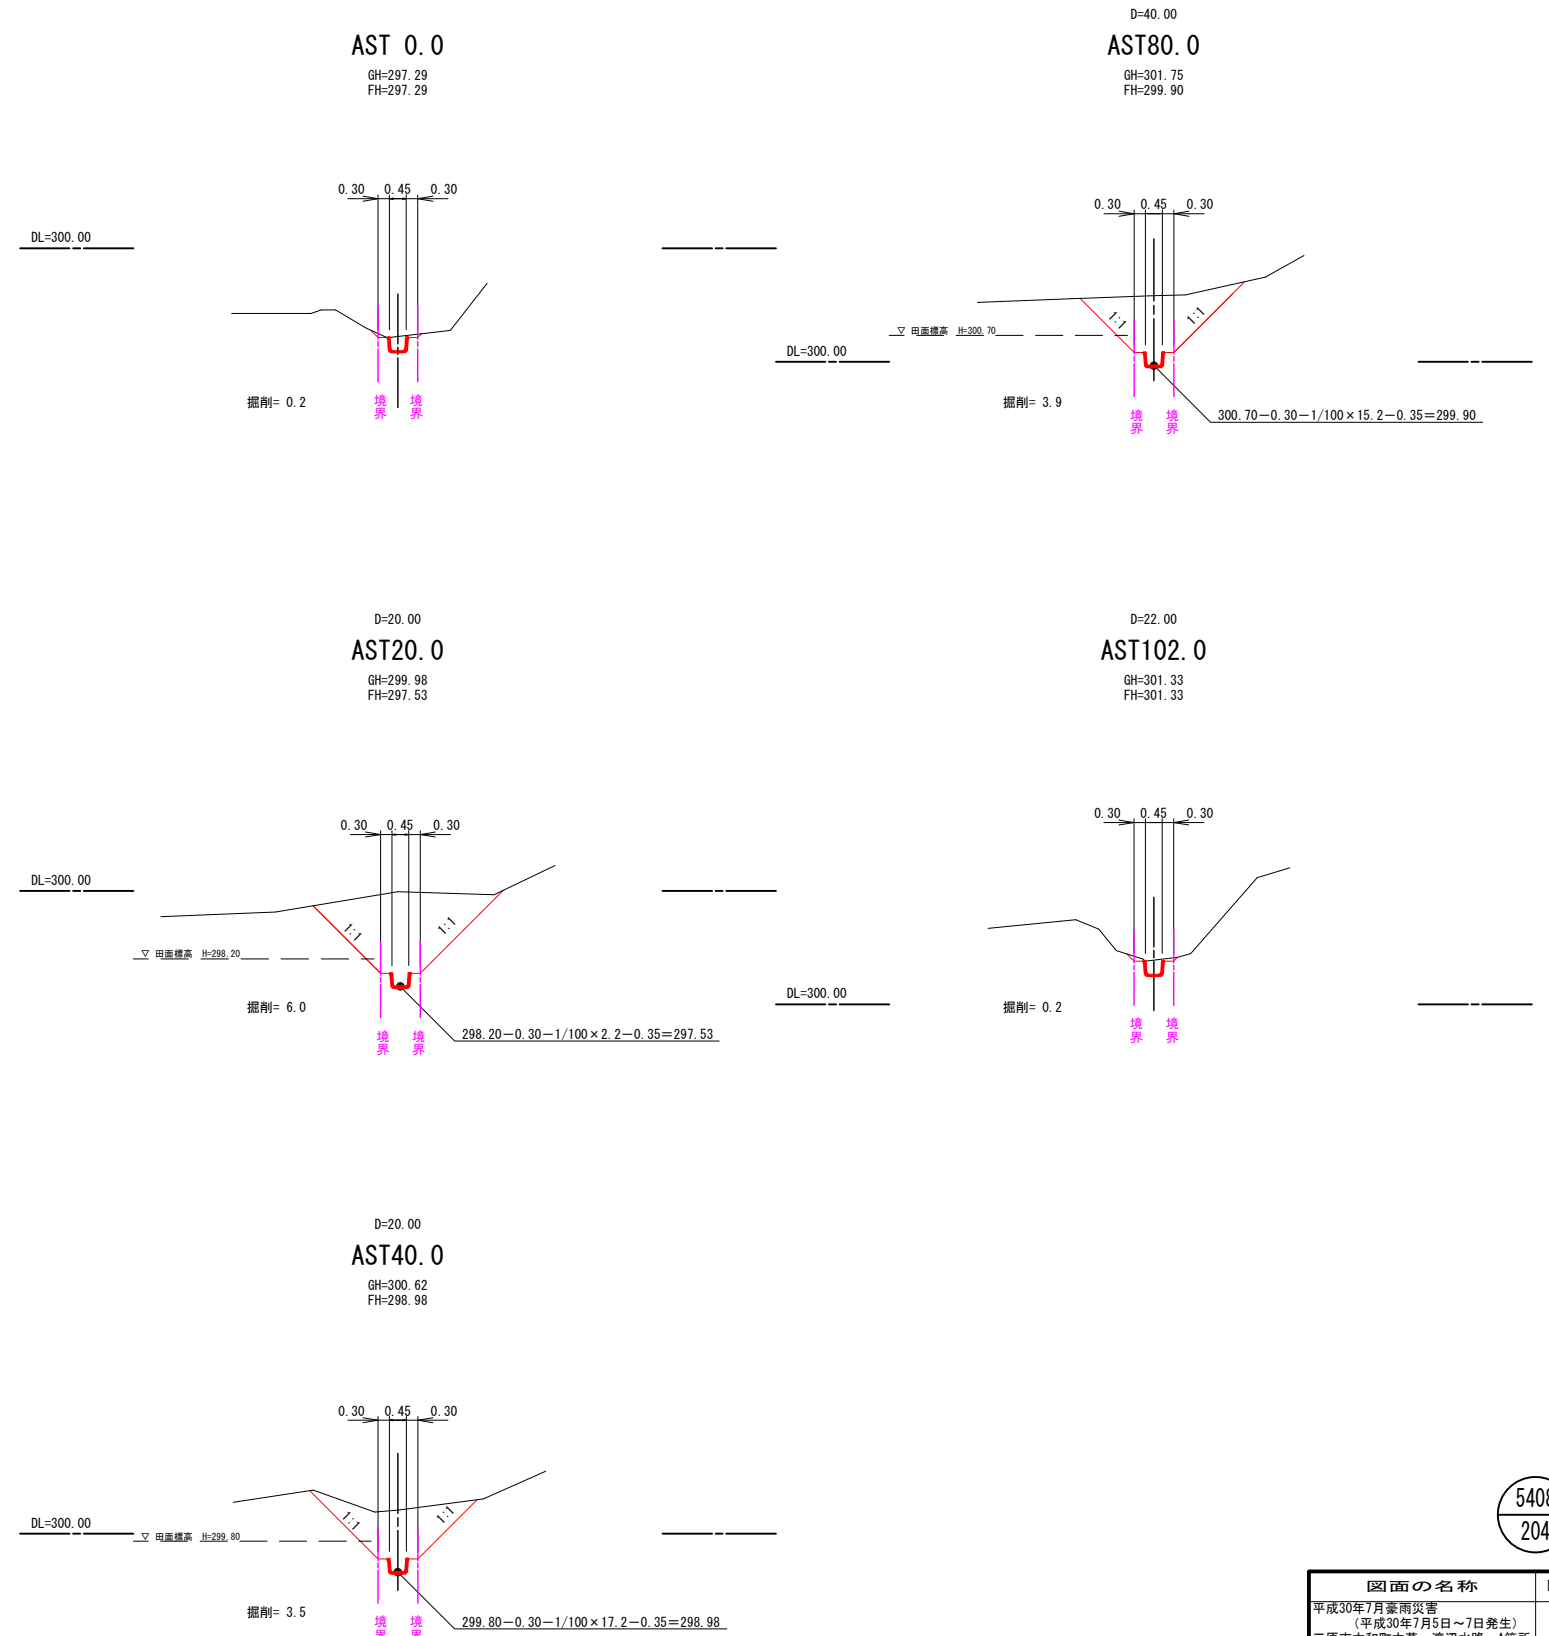 AST 0.0
GH=297.29
FH=297.29
0.30 0.45 0.30
DL=300.00
掘削= 0.2
境界
境界
D=20.00
AST20.0
GH=299.98
FH=297.53
0.30 0.45 0.30
DL=300.00
1:1
1:1
▽ 田面標高 H=298.20
掘削= 6.0
境界
境界
298.20－0.30－1/100×2.2－0.35＝297.53
D=20.00
AST40.0
GH=300.62
FH=298.98
0.30 0.45 0.30
DL=300.00
1:1
1:1
▽ 田面標高 H=299.80
掘削= 3.5
境界
境界
299.80－0.30－1/100×17.2－0.35＝298.98
D=40.00
AST80.0
GH=301.75
FH=299.90
0.30 0.45 0.30
1:1
1:1
▽ 田面標高 H=300.70
DL=300.00
掘削= 3.9
境界
境界
300.70－0.30－1/100×15.2－0.35＝299.90
D=22.00
AST102.0
GH=301.33
FH=301.33
0.30 0.45 0.30
DL=300.00
掘削= 0.2
境界
境界
5408
204
図面の名称
平成30年7月豪雨災害
（平成30年7月5日～7日発生）